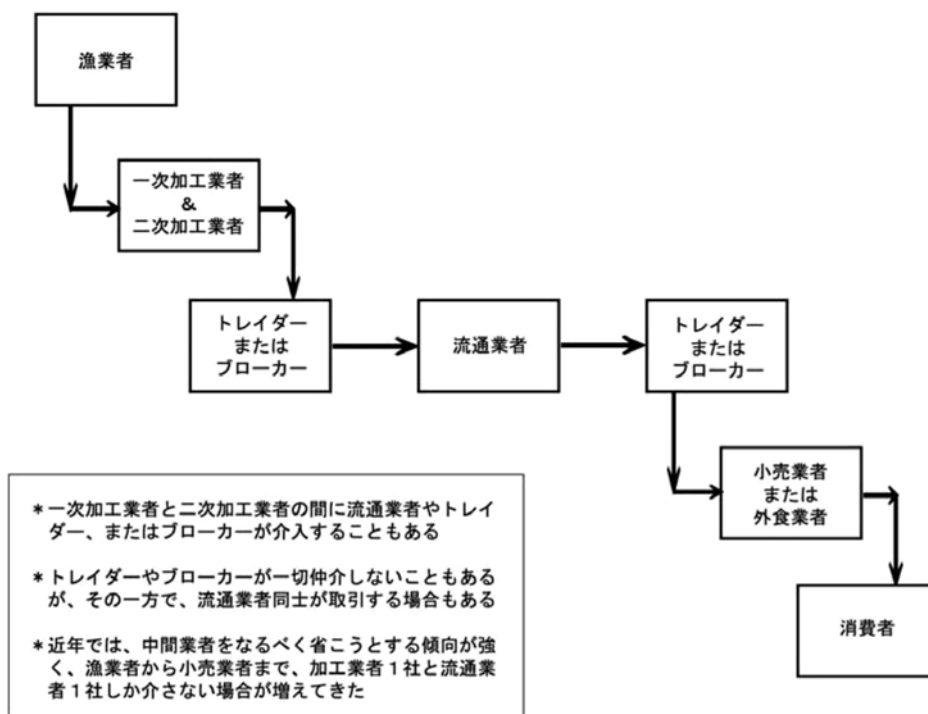 漁業者
一次加工業者
&
二次加工業者
トレイダー
または
ブローカー
流通業者
トレイダー
または
ブローカー
小売業者
または
外食業者
消費者
*一次加工業者と二次加工業者の間に流通業者やトレイ
ダー、またはブローカーが介入することもある
*トレイダーやブローカーが一切仲介しないこともある
が、その一方で、流通業者同士が取引する場合もある
*近年では、中間業者をなるべく省こうとする傾向が強
く、漁業者から小売業者まで、加工業者1社と流通業
者1社しか介さない場合が増えてきた